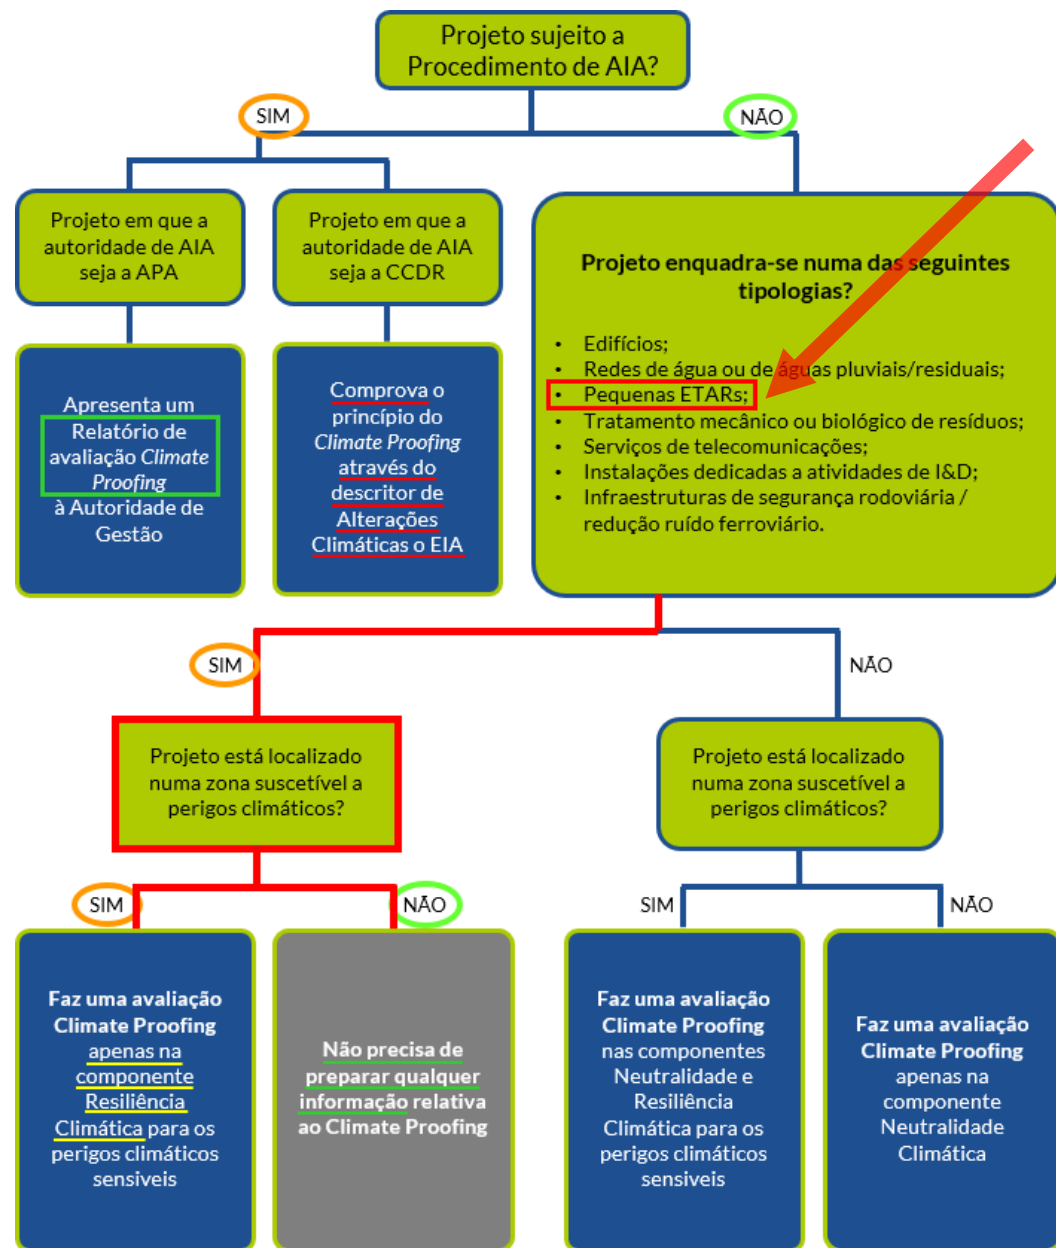 Projeto sujeito a
Procedimento de AIA?
SIM
NÃO
Projeto em que a
autoridade de AIA
seja a APA
Projeto em que a
autoridade de AIA
seja a CCDR
Projeto enquadra-se numa das seguintes
tipologias?
• Edifícios;
• Redes de água ou de águas pluviais/residuais;
• Pequenas ETARs;
• Tratamento mecânico ou biológico de resíduos;
• Serviços de telecomunicações;
• Instalações dedicadas a atividades de I&D;
• Infraestruturas de segurança rodoviária /
redução ruído ferroviário.
Apresenta um
Relatório de
avaliação Climate
Proofing
à Autoridade de
Gestão
Comprova o
princípio do
Climate Proofing
através do
descritor de
Alterações
Climáticas o EIA
SIM
NÃO
Projeto está localizado
numa zona suscetível a
perigos climáticos?
Projeto está localizado
numa zona suscetível a
perigos climáticos?
SIM
NÃO
SIM
NÃO
Faz uma avaliação
Climate Proofing
apenas na
componente
Resiliência
Climática para os
perigos climáticos
sensiveis
Não precisa de
preparar qualquer
informação relativa
ao Climate Proofing
Faz uma avaliação
Climate Proofing
nas componentes
Neutralidade e
Resiliência
Climática para os
perigos climáticos
sensiveis
Faz uma avaliação
Climate Proofing
apenas na
componente
Neutralidade
Climática